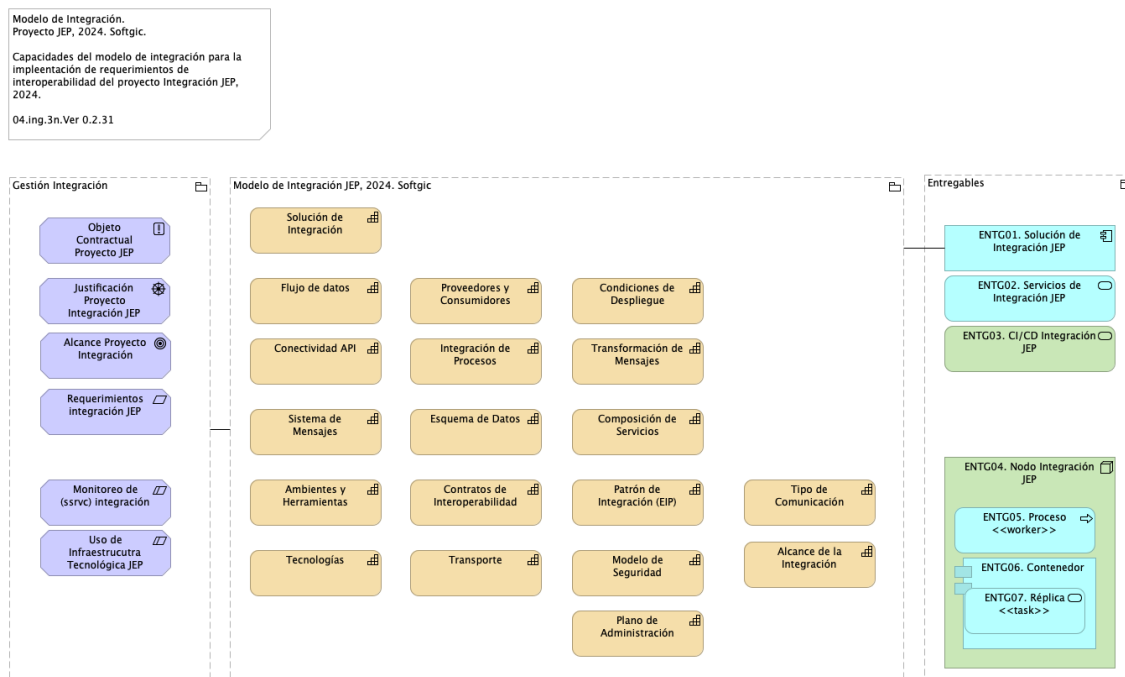 Modelo de Integración.
Proyecto JEP, 2024. Softgic.
Capacidades del modelo de integración para la
impleentación de requerimientos de
interoperabilidad del proyecto Integración JEP,
2024.
04.ing.3n.Ver 0.2.31
Gestión Integración
Objeto
Contractual
Proyecto JEP
Justificación
Proyecto
Integración JEP
Alcance Proyecto
Integración
Requerimientos
integración JEP
Monitoreo de
(ssrvc) integración
Uso de
Infraestrucutra
Tecnológica JEP
Modelo de Integración JEP, 2024. Softgic
Solución de
Integración
Flujo de datos
Proveedores y
Consumidores
Condiciones de
Despliegue
Conectividad API
Integración de
Procesos
Transformación de
Mensajes
Sistema de
Mensajes
Esquema de Datos
Composición de
Servicios
Ambientes y
Herramientas
Contratos de
Interoperabilidad
Patrón de
Integración (EIP)
Tipo de
Comunicación
Tecnologías
Transporte
Modelo de
Seguridad
Alcance de la
Integración
Plano de
Administración
Entregables
ENTG01. Solución de
Integración JEP
ENTG02. Servicios de
Integración JEP
ENTG03. CI/CD Integración
JEP
ENTG04. Nodo Integración
JEP
ENTG05. Proceso
<<worker>>
ENTG06. Contenedor
ENTG07. Réplica
<<task>>